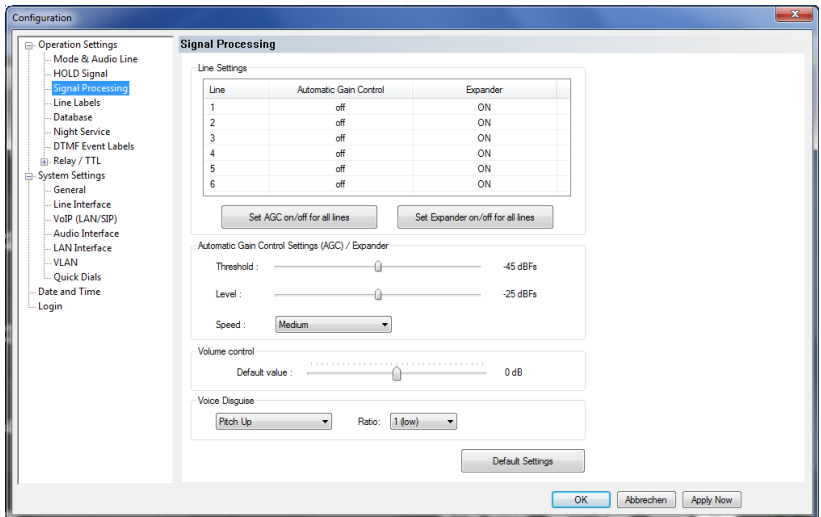 Configuration
Operation Settings
Mode & Audio Line
HOLD Signal
Signal Processing
Line Labels
Database
Night Service
DTMF Event Labels
Relay / TTL
System Settings
General
Line Interface
VoIP (LAN/SIP)
Audio Interface
LAN Interface
VLAN
Quick Dials
Date and Time
Login
Signal Processing
Line Settings
Line Automatic Gain Control Expander
1 off ON
2 off ON
3 off ON
4 off ON
5 off ON
6 off ON
Set AGC on/off for all lines Set Expander on/off for all lines
Automatic Gain Control Settings (AGC) / Expander
Threshold : -45 dBFs
Level : -25 dBFs
Speed : Medium
Volume control
Default value : 0 dB
Voice Disguise
Pitch Up Ratio: 1 (low)
Default Settings
OK Abbrechen Apply Now